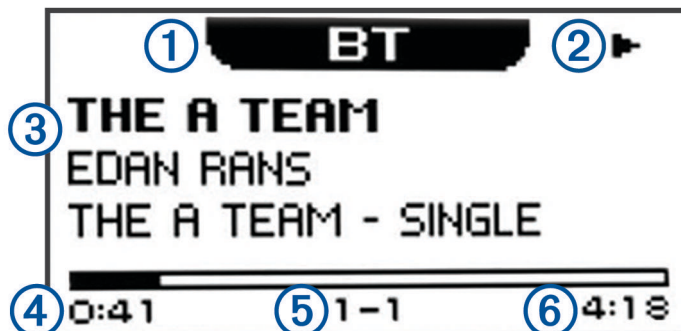 ① BT ②
③ THE A TEAM
EDAN RANS
THE A TEAM - SINGLE
④ 0:41 ⑤ 1-1 ⑥ 4:18